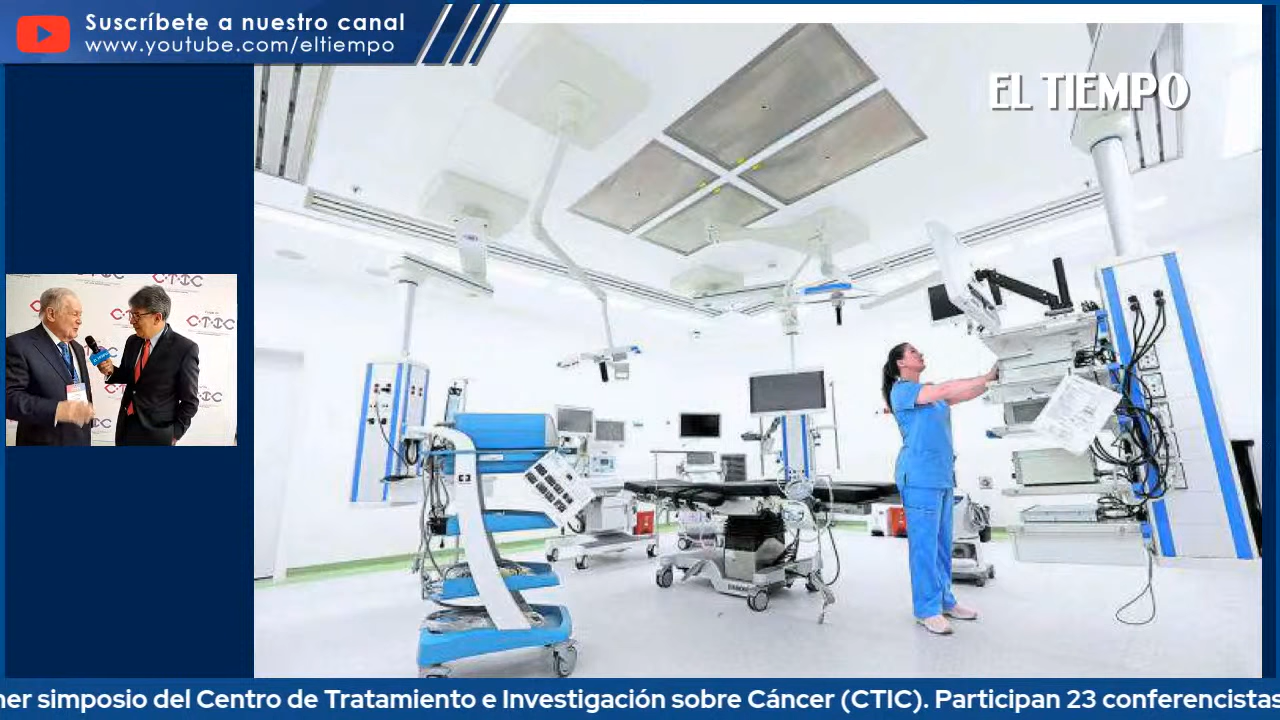 Suscríbete a nuestro canal
www.youtube.com/eltiempo
EL TIEMPO
CTIC
CTIC
ner simposio del Centro de Tratamiento e Investigación sobre Cáncer (CTIC). Participan 23 conferencistas